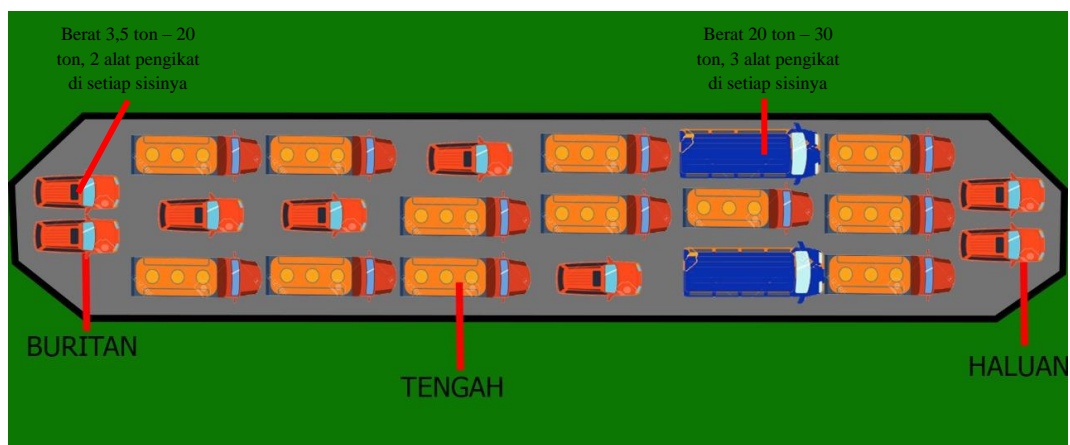 Berat 3,5 ton – 20
ton, 2 alat pengikat
di setiap sisinya
Berat 20 ton – 30
ton, 3 alat pengikat
di setiap sisinya
BURITAN
TENGAH
HALUAN